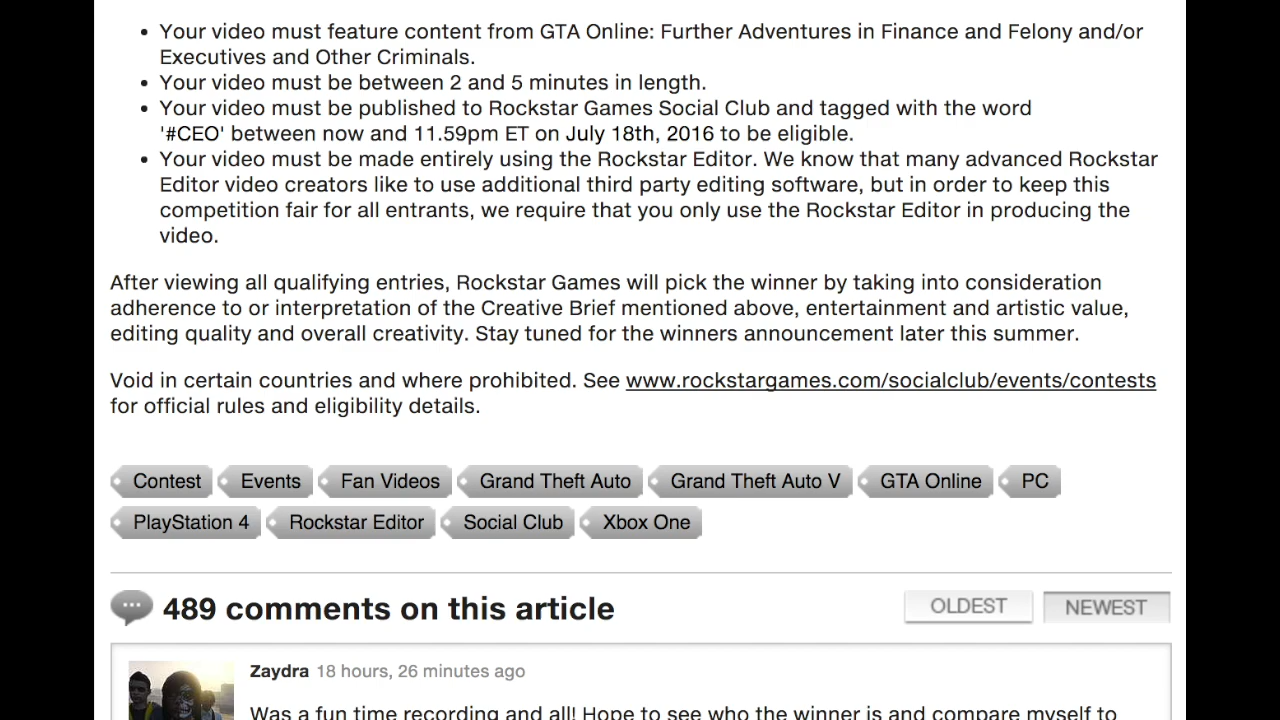 • Your video must feature content from GTA Online: Further Adventures in Finance and Felony and/or
Executives and Other Criminals.
• Your video must be between 2 and 5 minutes in length.
• Your video must be published to Rockstar Games Social Club and tagged with the word
'#CEO' between now and 11.59pm ET on July 18th, 2016 to be eligible.
• Your video must be made entirely using the Rockstar Editor. We know that many advanced Rockstar
Editor video creators like to use additional third party editing software, but in order to keep this
competition fair for all entrants, we require that you only use the Rockstar Editor in producing the
video.
After viewing all qualifying entries, Rockstar Games will pick the winner by taking into consideration
adherence to or interpretation of the Creative Brief mentioned above, entertainment and artistic value,
editing quality and overall creativity. Stay tuned for the winners announcement later this summer.
Void in certain countries and where prohibited. See www.rockstargames.com/socialclub/events/contests
for official rules and eligibility details.
Contest Events Fan Videos Grand Theft Auto Grand Theft Auto V GTA Online PC
PlayStation 4 Rockstar Editor Social Club Xbox One
489 comments on this article OLDEST NEWEST
Zaydra 18 hours, 26 minutes ago
Was a fun time recording and all! Hope to see who the winner is and compare myself to